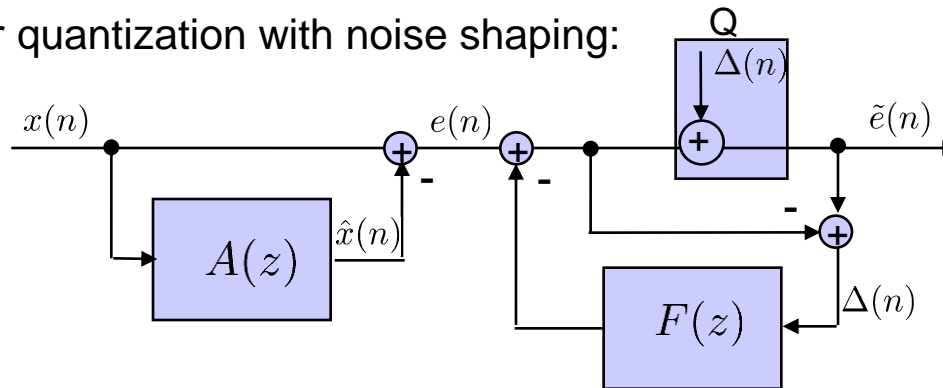 r quantization with noise shaping:
Q
Δ(n)
x(n)
e(n)
ẽ(n)
+
+
+
-
-
-
x̂(n)
+
A(z)
F(z)
Δ(n)